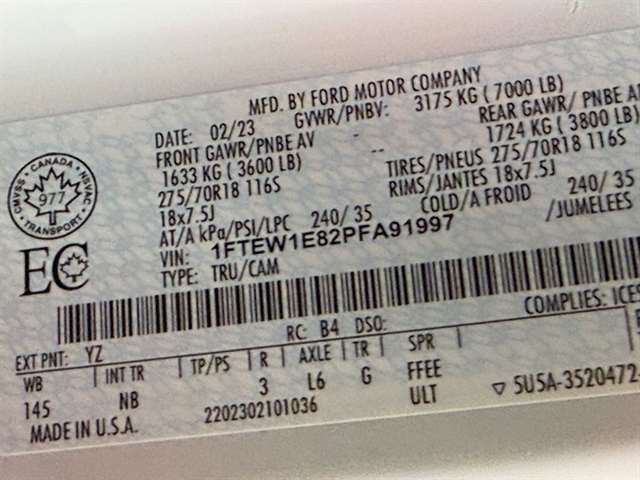 MFD. BY FORD MOTOR COMPANY
DATE: 02/23 GVWR/PNBV: 3175 KG ( 7000 LB)
FRONT GAWR/PNBE AV -- REAR GAWR/ PNBE
1633 KG ( 3600 LB) -- 1724 KG ( 3800 LB)
275/70R18 116S TIRES/PNEUS 275/70R18 116S
18x7.5J RIMS/JANTES 18x7.5J
AT/A kPa/PSI/LPC 240/ 35 COLD/A FROID 240/ 35
VIN: 1FTEW1E82PFA91997 /JUMELEES
TYPE: TRU/CAM
CANADA
CMVSS - NSVAC
977
TRANSPORT
EC
COMPLIES:
EXT PNT: YZ RC: B4 DSO:
WB INT TR TP/PS R AXLE TR SPR
145 NB 3 L6 G FFEE
2202302101036 ULT ▽ 5U5A-3520472-
MADE IN U.S.A.